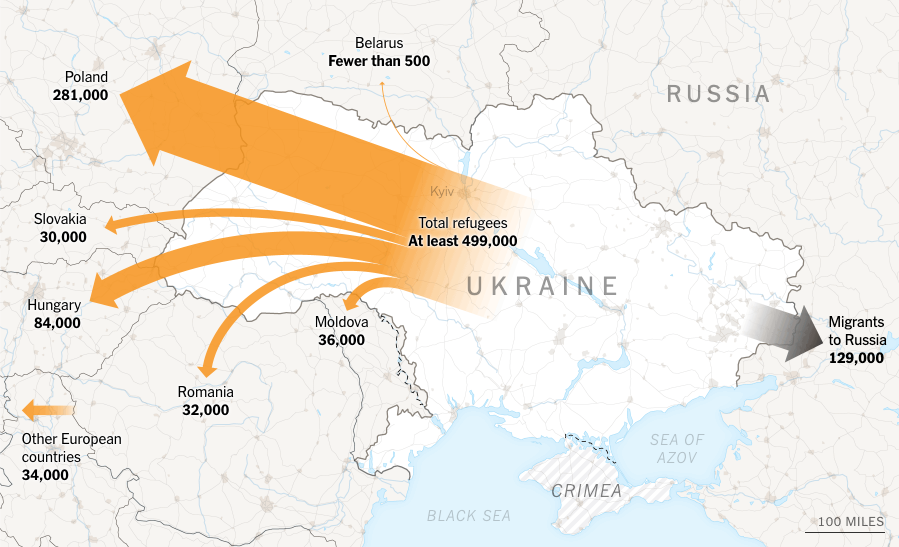 Belarus
Fewer than 500
Poland
281,000
RUSSIA
Kyiv
Slovakia
30,000
Total refugees
At least 499,000
UKRAINE
Hungary
84,000
Moldova
36,000
Migrants
to Russia
129,000
Romania
32,000
Other European
countries
34,000
SEA OF
AZOV
CRIMEA
BLACK SEA
100 MILES